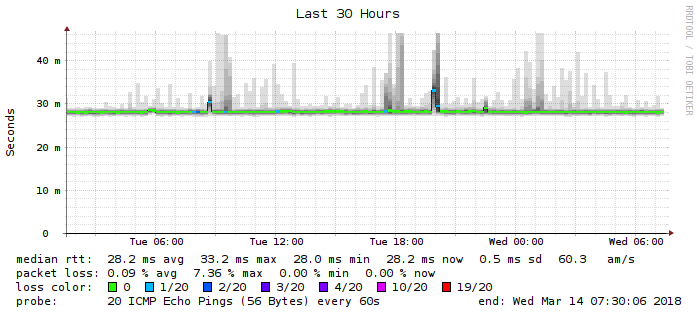 Last 30 Hours
RRDTOOL / TOBI OETIKER
Seconds
40 m
30 m
20 m
10 m
0
Tue 06:00 Tue 12:00 Tue 18:00 Wed 00:00 Wed 06:00
median rtt: 28.2 ms avg 33.2 ms max 28.0 ms min 28.2 ms now 0.5 ms sd 60.3 am/s
packet loss: 0.09 % avg 7.36 % max 0.00 % min 0.00 % now
loss color: 0 1/20 2/20 3/20 4/20 10/20 19/20
probe: 20 ICMP Echo Pings (56 Bytes) every 60s end: Wed Mar 14 07:30:06 2018